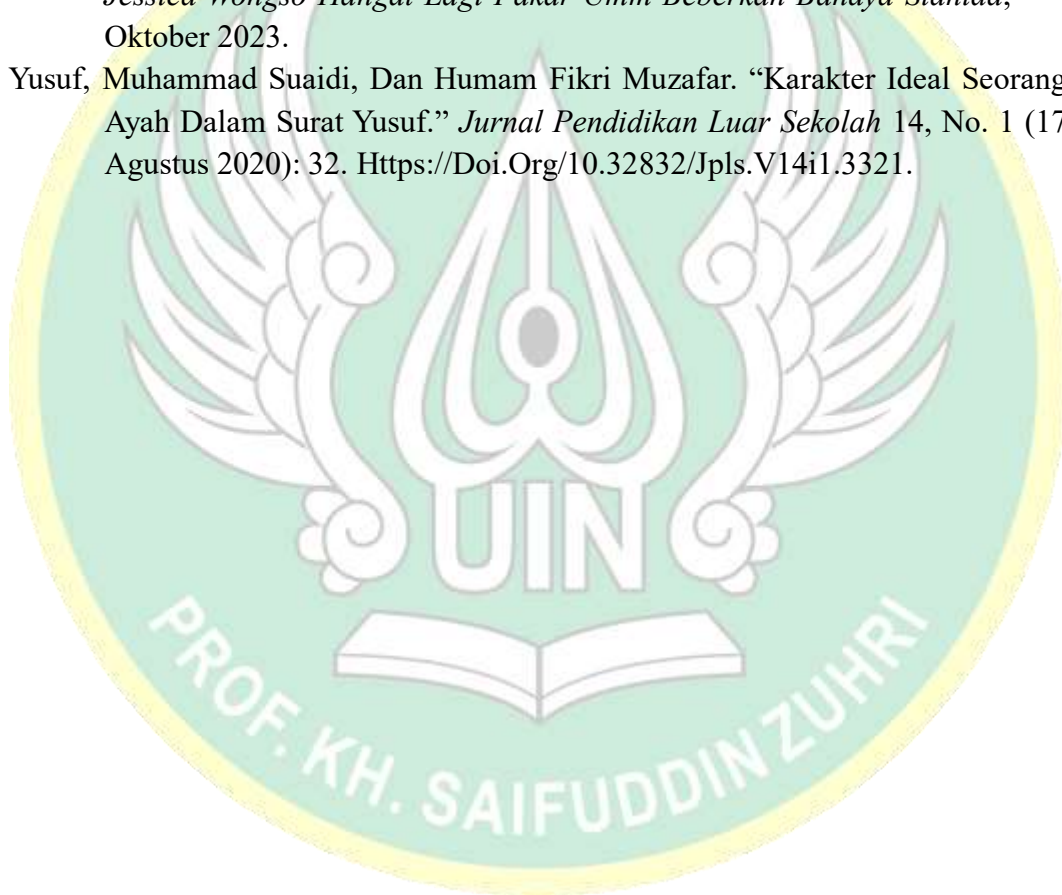 Jessica Wongso Hangat Lagi Pakar Umm Beberkan Bahaya Sianida,
Oktober 2023.
Yusuf, Muhammad Suaidi, Dan Humam Fikri Muzafar. “Karakter Ideal Seorang
Ayah Dalam Surat Yusuf.” Jurnal Pendidikan Luar Sekolah 14, No. 1 (17
Agustus 2020): 32. Https://Doi.Org/10.32832/Jpls.V14i1.3321.
UIN
PROF. KH. SAIFUDDIN ZUHRI